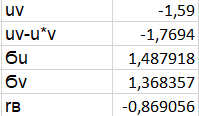 uv -1,59
uv-u*v -1,7694
бu 1,487918
бv 1,368357
rв -0,869056